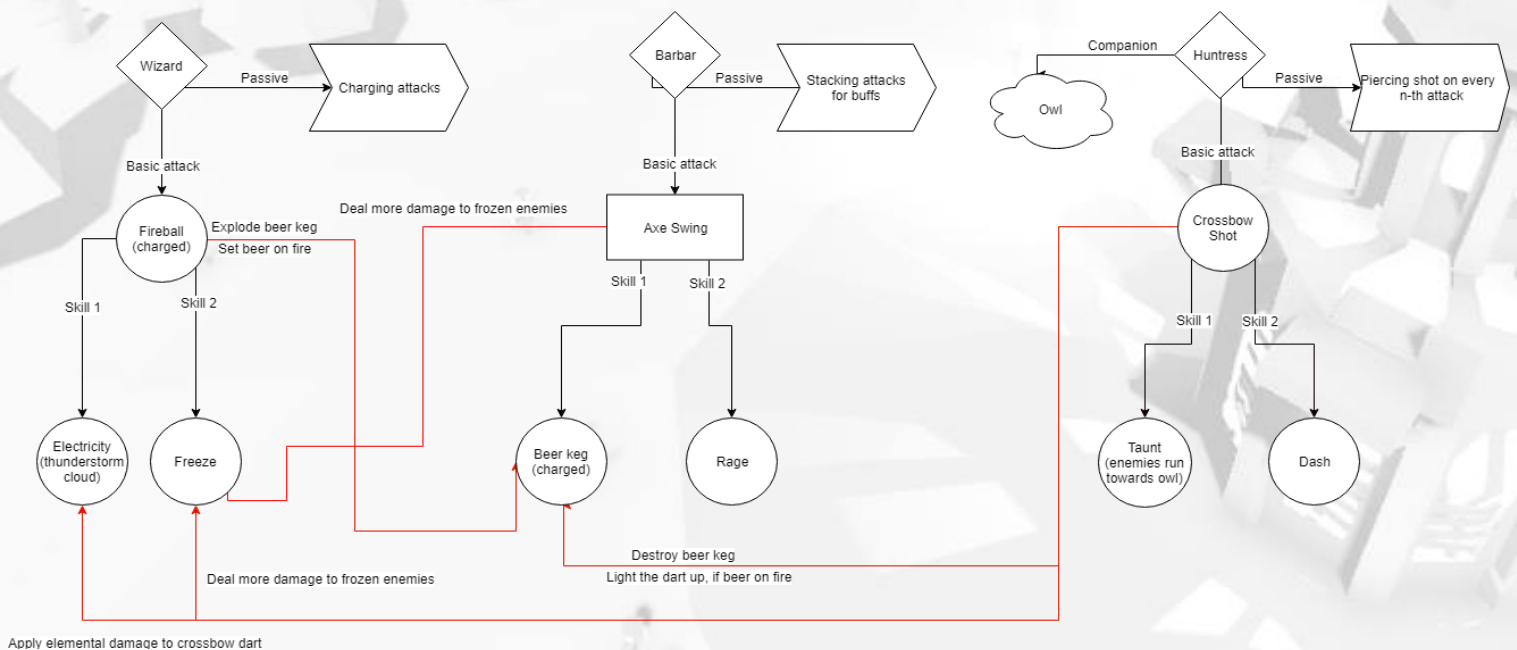 Wizard
Passive
Charging attacks
Basic attack
Fireball
(charged)
Explode beer keg
Set beer on fire
Skill 1
Skill 2
Electricity
(thunderstorm
cloud)
Freeze
Deal more damage to frozen enemies
Apply elemental damage to crossbow dart
Barbar
Passive
Stacking attacks
for buffs
Basic attack
Deal more damage to frozen enemies
Axe Swing
Skill 1
Skill 2
Beer keg
(charged)
Rage
Destroy beer keg
Light the dart up, if beer on fire
Companion
Huntress
Owl
Passive
Piercing shot on every
n-th attack
Basic attack
Crossbow
Shot
Skill 1
Skill 2
Taunt
(enemies run
towards owl)
Dash